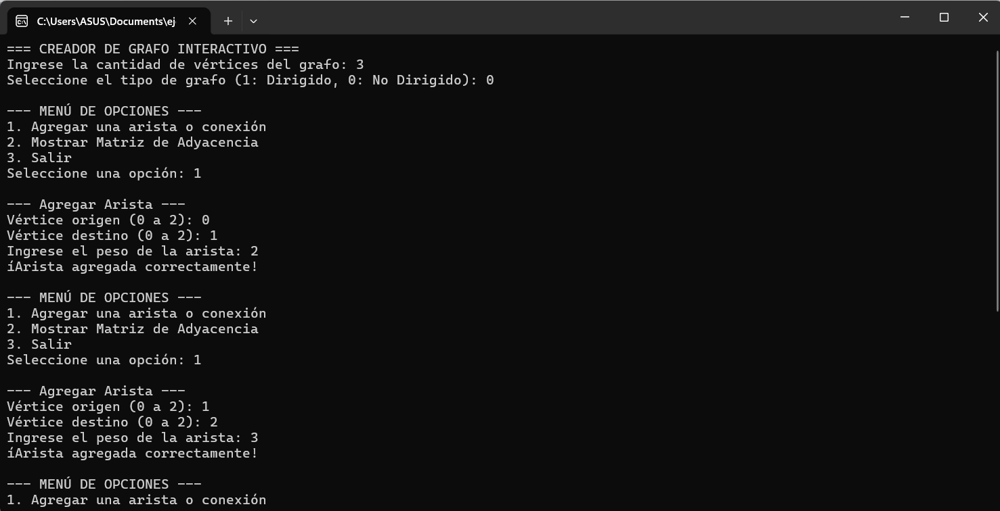 C:\Users\ASUS\Documents\ej
=== CREADOR DE GRAFO INTERACTIVO ===
Ingrese la cantidad de vértices del grafo: 3
Seleccione el tipo de grafo (1: Dirigido, 0: No Dirigido): 0
--- MENÚ DE OPCIONES ---
1. Agregar una arista o conexión
2. Mostrar Matriz de Adyacencia
3. Salir
Seleccione una opción: 1
--- Agregar Arista ---
Vértice origen (0 a 2): 0
Vértice destino (0 a 2): 1
Ingrese el peso de la arista: 2
íArista agregada correctamente!
--- MENÚ DE OPCIONES ---
1. Agregar una arista o conexión
2. Mostrar Matriz de Adyacencia
3. Salir
Seleccione una opción: 1
--- Agregar Arista ---
Vértice origen (0 a 2): 1
Vértice destino (0 a 2): 2
Ingrese el peso de la arista: 3
íArista agregada correctamente!
--- MENÚ DE OPCIONES ---
1. Agregar una arista o conexión